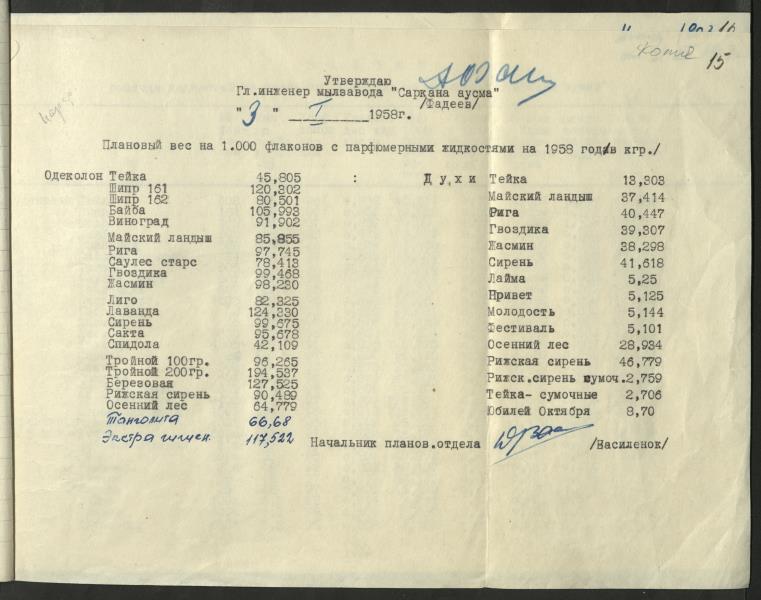 Копие 15
Утверждаю
Гл.инженер мылзавода "Саркана аусма"
/Фадеев/
"3 " I 1958г.
Плановый вес на 1.000 флаконов с парфюмерными жидкостями на 1958 год/в кгр./
Одеколон Тейка 45,805 : Духи Тейка 13,303
Шипр 161 120,302
Шипр 162 80,501 Майский ландыш 37,414
Байба 105,993 Рига 40,447
Виноград 91,902 Гвоздика 39,307
Майский ландыш 85,855 Жасмин 38,298
Рига 97,745
Саулес старс 78,413 Сирень 41,618
Гвоздика 99,468 Лайма 5,25
Жасмин 98,230
Лиго 82,325 Привет 5,125
Лаванда 124,330 Молодость 5,144
Сирень 99,675 Фестиваль 5,101
Сакта 95,678
Спидола 42,109 Осенний лес 28,934
Тройной 100гр. 96,265 Рижская сирень 46,779
Тройной 200гр. 194,537 Рижск.сирень сумоч.2,759
Березовая 127,525
Рижская сирень 90,489 Тейка- сумочные 2,706
Осенний лес 64,779 Юбилей Октября 8,70
66,68
Экстра 117,522 Начальник планов.отдела /Василенок/